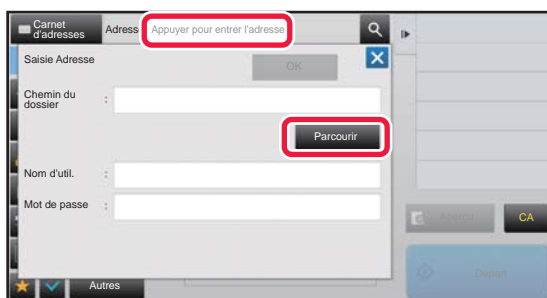 Carnet
d'adresses
Adress
Appuyer pour entrer l'adresse
Saisie Adresse
OK
Chemin du
dossier :
Parcourir
Nom d'util. :
Mot de passe :
Aperçu
CA
Départ
Autres